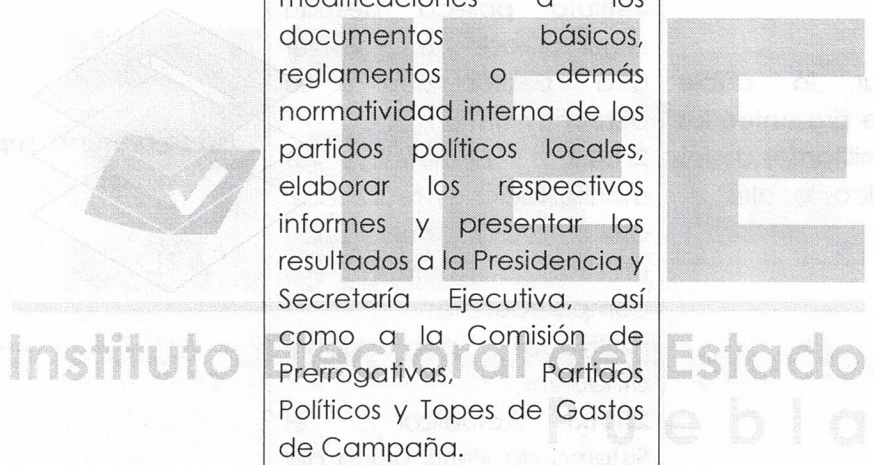 modificaciones a los
documentos básicos,
reglamentos o demás
normatividad interna de los
partidos políticos locales,
elaborar los respectivos
informes y presentar los
resultados a la Presidencia y
Secretaría Ejecutiva, así
como a la Comisión de
Prerrogativas, Partidos
Políticos y Topes de Gastos
de Campaña.
IEE
Instituto Electoral del Estado
Puebla